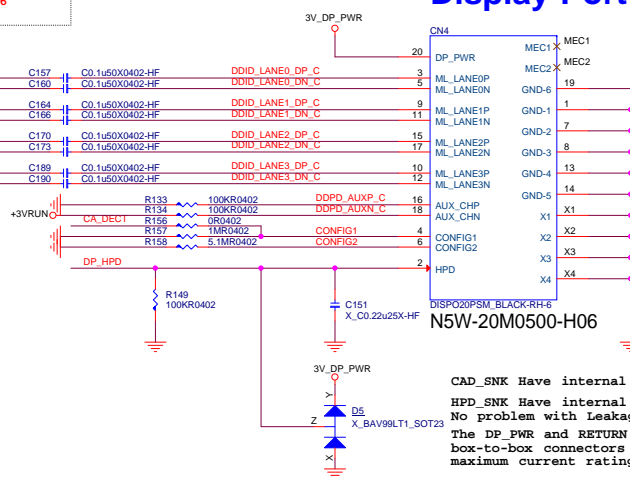 6
Display Port
3V_DP_PWR
CN4
MEC1 MEC1
20 DP_PWR
MEC2 MEC2
C157 C0.1u50X0402-HF DDID_LANE0_DP_C 3 ML_LANE0P GND-6 19
C160 C0.1u50X0402-HF DDID_LANE0_DN_C 5 ML_LANE0N
C164 C0.1u50X0402-HF DDID_LANE1_DP_C 9 ML_LANE1P GND-1 1
C166 C0.1u50X0402-HF DDID_LANE1_DN_C 11 ML_LANE1N
GND-2 7
C170 C0.1u50X0402-HF DDID_LANE2_DP_C 15 ML_LANE2P
C173 C0.1u50X0402-HF DDID_LANE2_DN_C 17 ML_LANE2N GND-3 8
C189 C0.1u50X0402-HF DDID_LANE3_DP_C 10 ML_LANE3P GND-4 13
C190 C0.1u50X0402-HF DDID_LANE3_DN_C 12 ML_LANE3N
GND-5 14
R133 100KR0402 DDPD_AUXP_C 16 AUX_CHP
+3VRUN R134 100KR0402 DDPD_AUXN_C 18 AUX_CHN X1 X1
CA_DECT R156 0R0402
R157 1MR0402 CONFIG1 4 CONFIG1 X2 X2
R158 5.1MR0402 CONFIG2 6 CONFIG2
X3 X3
DP_HPD 2 HPD
X4 X4
R149
100KR0402
C151
X_C0.22u25X-HF
DISPO20PSM_BLACK-RH-6
N5W-20M0500-H06
3V_DP_PWR
Y
Z
X
D5
X_BAV99LT1_SOT23
CAD_SNK Have internal
HPD_SNK Have internal
No problem with Leakag
The DP_PWR and RETURN
box-to-box connectors
maximum current rating